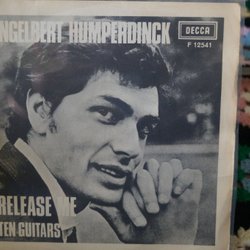 NGELBERT HUMPERDINCK
DECCA
F 12541
RELEASE ME
TEN GUITARS